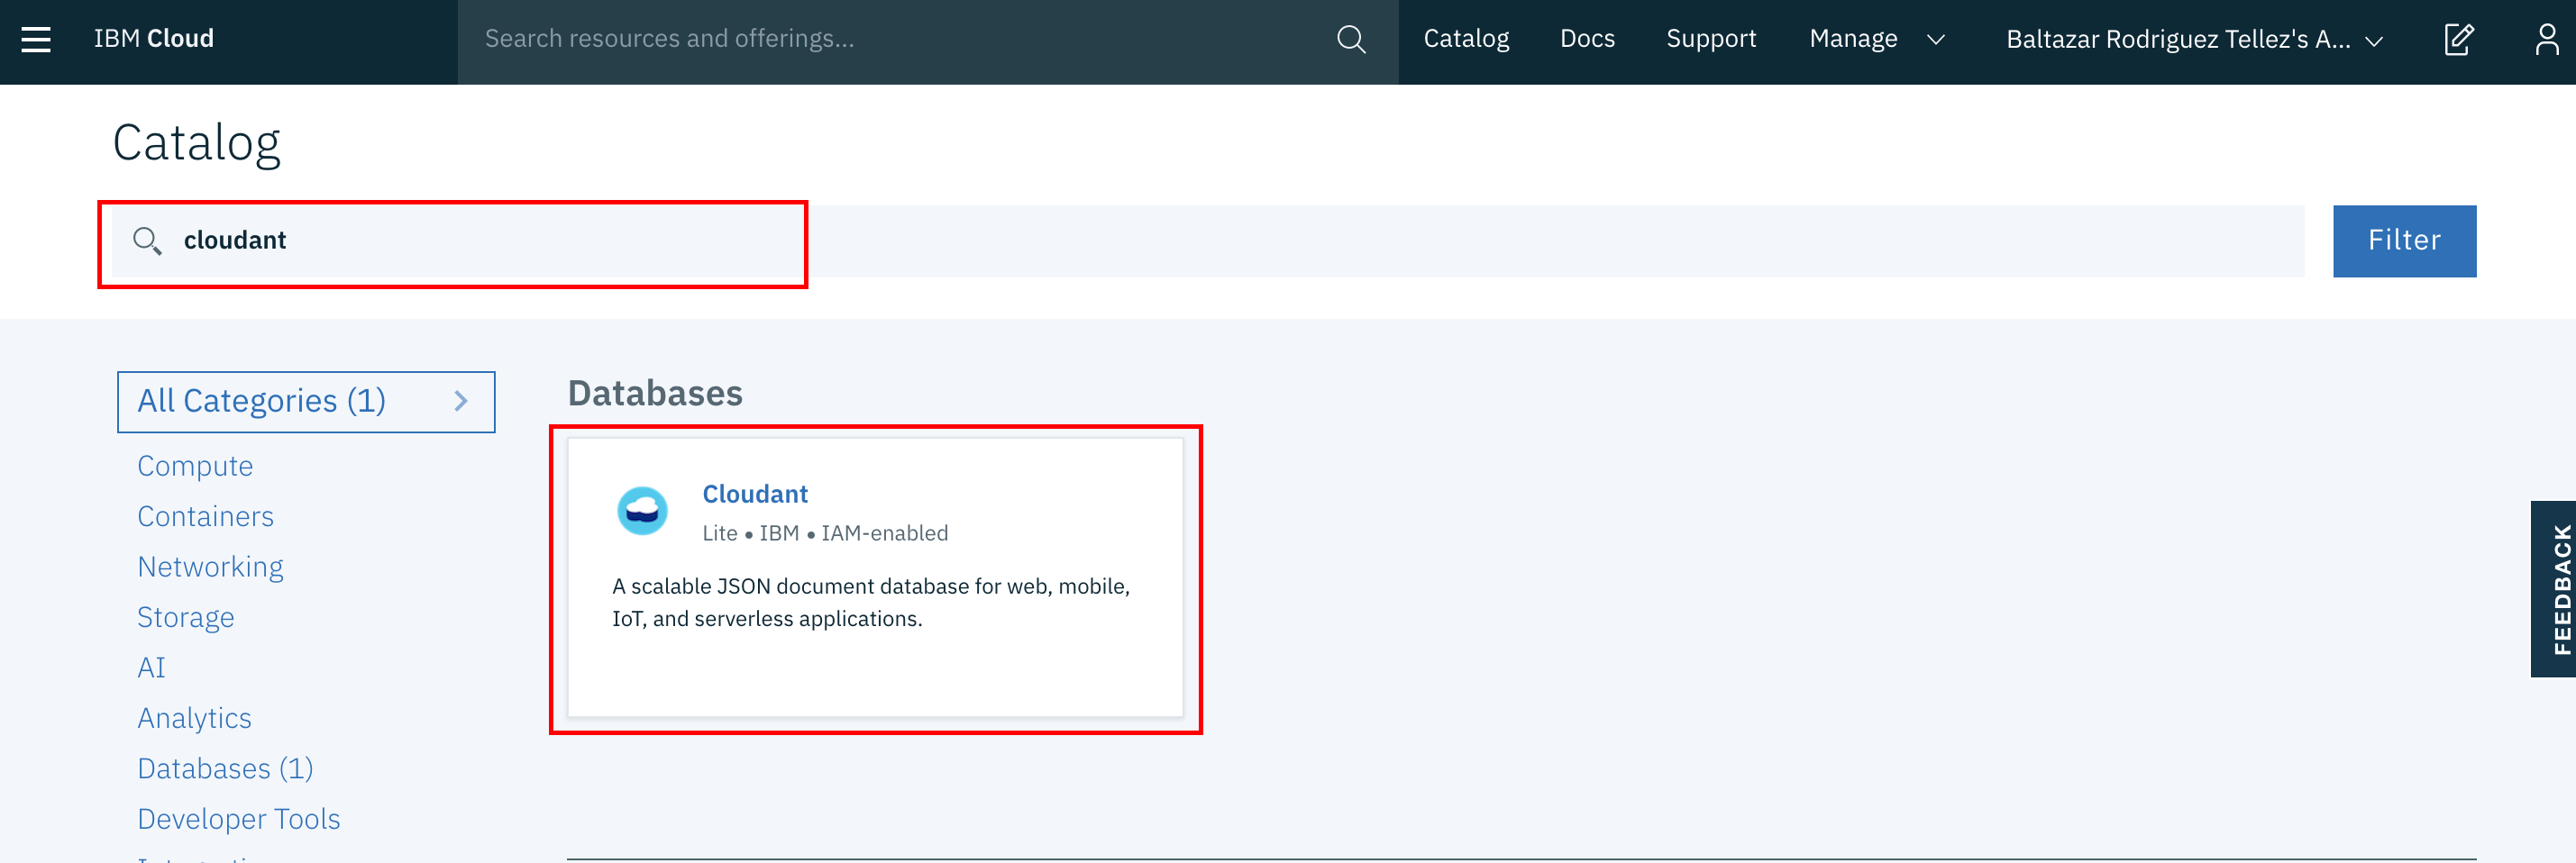 IBM Cloud
Search resources and offerings...
Catalog
Docs
Support
Manage
Baltazar Rodriguez Tellez's A...
Catalog
cloudant
Filter
All Categories (1)
Compute
Containers
Networking
Storage
AI
Analytics
Databases (1)
Developer Tools
Databases
Cloudant
Lite • IBM • IAM-enabled
A scalable JSON document database for web, mobile,
IoT, and serverless applications.
FEEDBACK